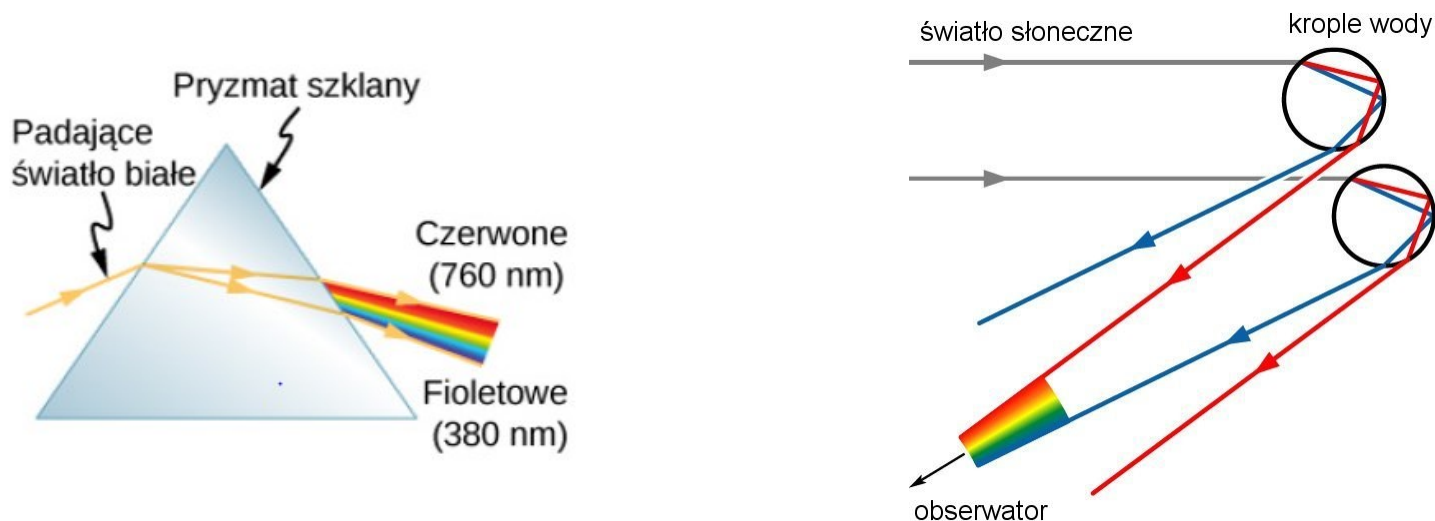 Pryzmat szklany
Padające
światło białe
Czerwone
(760 nm)
Fioletowe
(380 nm)
światło słoneczne
krople wody
obserwator